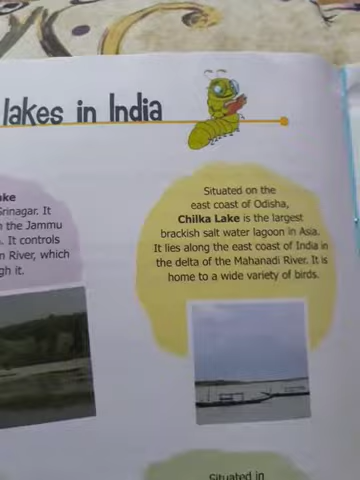 lakes in India
Srinagar. It
the Jammu
. It controls
River, which
gh it.
Situated on the
east coast of Odisha,
Chilka Lake is the largest
brackish salt water lagoon in Asia.
It lies along the east coast of India in
the delta of the Mahanadi River. It is
home to a wide variety of birds.
Situated in